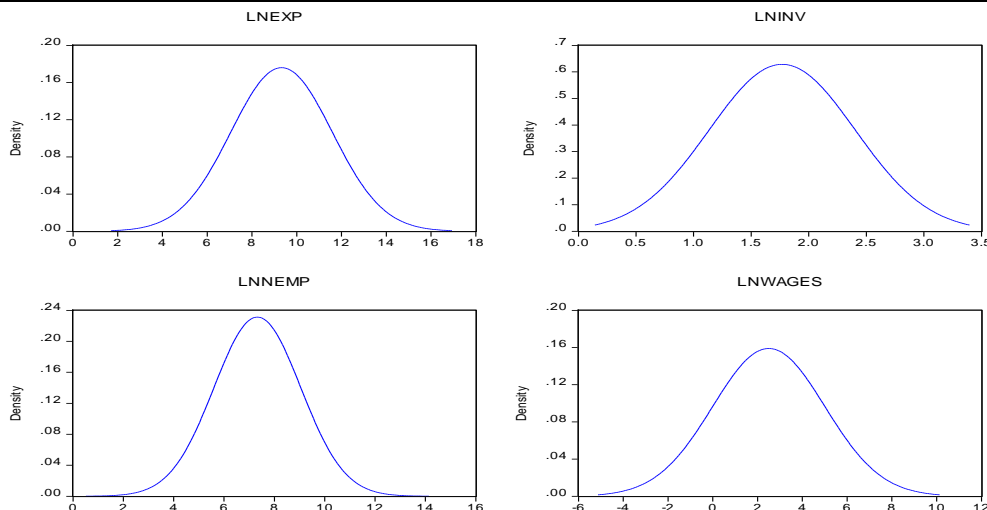 LNEXP
.20
.16
.12
.08
.04
.00
Density
0 2 4 6 8 10 12 14 16 18
LNINV
.7
.6
.5
.4
.3
.2
.1
.0
Density
0.0 0.5 1.0 1.5 2.0 2.5 3.0 3.5
LNNEMP
.24
.20
.16
.12
.08
.04
.00
Density
0 2 4 6 8 10 12 14 16
LNWAGES
.20
.16
.12
.08
.04
.00
Density
-6 -4 -2 0 2 4 6 8 10 12